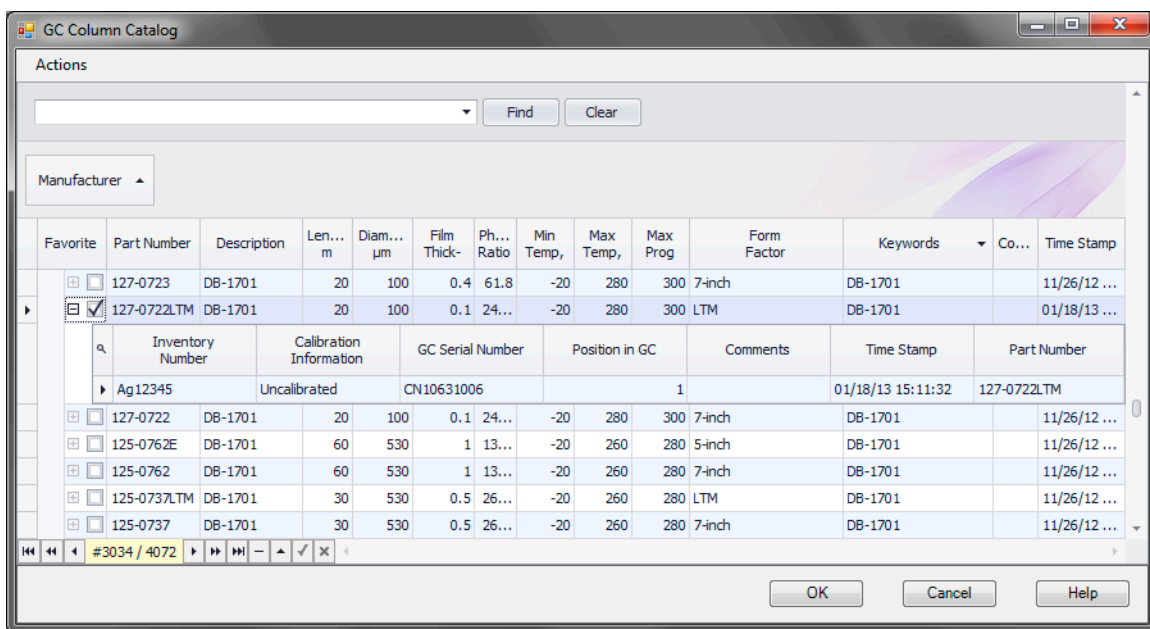 GC Column Catalog
Actions
Find Clear
Manufacturer
Favorite Part Number Description Len... m Diam... µm Film Thick- Ph... Ratio Min Temp, Max Temp, Max Prog Form Factor Keywords Co... Time Stamp
127-0723 DB-1701 20 100 0.4 61.8 -20 280 300 7-inch DB-1701 11/26/12 ...
127-0722LTM DB-1701 20 100 0.1 24... -20 280 300 LTM DB-1701 01/18/13 ...
Inventory Number Calibration Information GC Serial Number Position in GC Comments Time Stamp Part Number
Ag12345 Uncalibrated CN10631006 1 01/18/13 15:11:32 127-0722LTM
127-0722 DB-1701 20 100 0.1 24... -20 280 300 7-inch DB-1701 11/26/12 ...
125-0762E DB-1701 60 530 1 13... -20 260 280 5-inch DB-1701 11/26/12 ...
125-0762 DB-1701 60 530 1 13... -20 260 280 7-inch DB-1701 11/26/12 ...
125-0737LTM DB-1701 30 530 0.5 26... -20 260 280 LTM DB-1701 11/26/12 ...
125-0737 DB-1701 30 530 0.5 26... -20 260 280 7-inch DB-1701 11/26/12 ...
#3034 / 4072
OK Cancel Help